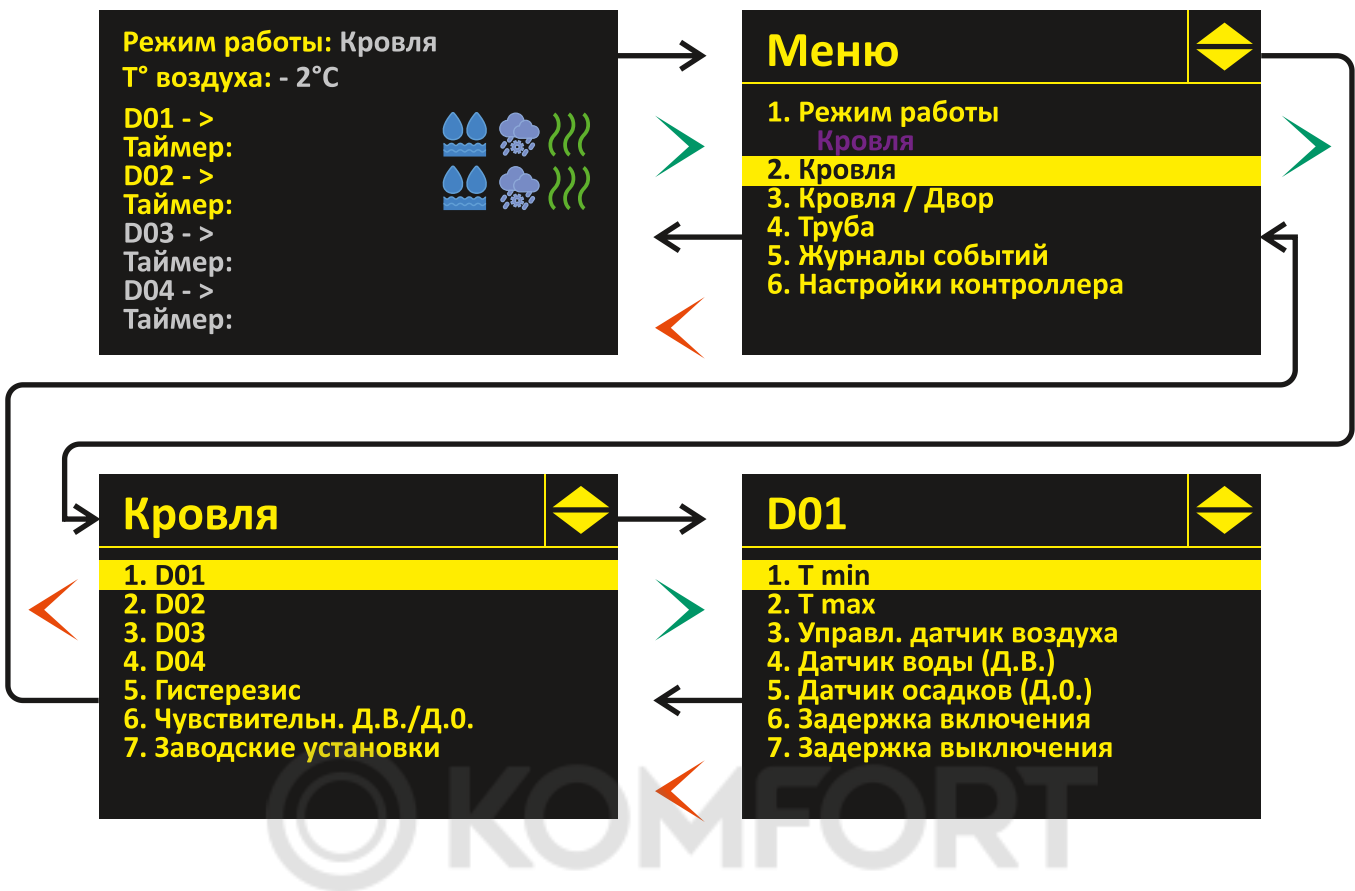 Режим работы: Кровля
T° воздуха: - 2°C
D01 - >
Таймер:
D02 - >
Таймер:
D03 - >
Таймер:
D04 - >
Таймер:
Меню
1. Режим работы
Кровля
2. Кровля
3. Кровля / Двор
4. Труба
5. Журналы событий
6. Настройки контроллера
Кровля
1. D01
2. D02
3. D03
4. D04
5. Гистерезис
6. Чувствительн. Д.В./Д.О.
7. Заводские установки
D01
1. T min
2. T max
3. Управл. датчик воздуха
4. Датчик воды (Д.В.)
5. Датчик осадков (Д.О.)
6. Задержка включения
7. Задержка выключения
KOMFORT